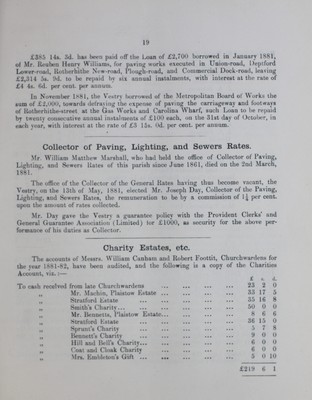 19
£385 14s. 3d. has been paid off the Loan of £2,700 borrowed in January 1881,
of Mr. Reuben Henry Williams, for paving works executed in Union-road, Deptford
Lower-road, Rotherhithe New-road, Plough-road, and Commercial Dock-road, leaving
£2,314 5s. 9d. to be repaid by six annual instalments, with interest at the rate of
£4 4s. 6d. per cent. per annum.
In November 1881, the Vestry borrowed of the Metropolitan Board of Works the
sum of £2,000, towards defraying the expense of paving the carriageway and footways
of Rotherhithe-street at the Gas Works and Carolina Wharf, such Loan to be repaid
by twenty consecutive annual instalments of £100 each, on the 31st day of October, in
each year, with interest at the rate of £3 15s. 0d. per cent. per annum.
Collector of Paving, Lighting, and Sewers Rates.
Mr. William Matthew Marshall, who had held the office of Collector of Paving,
Lighting, and Sewers Rates of this parish since June 1861, died on the 2nd March,
1881.
The office of the Collector of the General Rates having thus become vacant, the
Vestry, on the 15th of May, 1881, elected Mr. Joseph Day, Collector of the Paving,
Lighting, and Sewers Rates, the remuneration to be by a commission of 1¼ per cent.
upon the amount of rates collected.
Mr. Day gave the Vestry a guarantee policy with the Provident Clerks' and
General Guarantee Association (Limited) for £1000, as security for the above per-
formance of his duties as Collector.
Charity Estates, etc.
The accounts of Messrs. William Canham and Robert Foottit, Churchwardens for
the year 1881-82, have been audited, and the following is a copy of the Charities
Account, viz.:—
£ s. d.
To cash received from late Churchwardens ... ... ... ... 23 2 0
„ Mr. Machin, Plaistow Estate ... ... ... ... 33 17 5
„ Stratford Estate ... ... ... ... 35 16 8
„ Smith's Charity... ... ... ... ... 50 0 0
„ Mr. Bennetts, Plaistow Estate... ... ... ... 8 6 6
„ Stratford Estate ... ... ... ... 36 15 0
„ Sprunt's Charity ... ... ... ... 5 7 8
„ Bennett's Charity ... ... ... ... 9 0 0
„ Hill and Bell's Charity... ... ... ... 6 0 0
„ Coat and Cloak Charity ... ... ... ... 6 0 0
„ Mrs. Embleton's Gift ... ... ... ... 5 0 10
£219 6 1